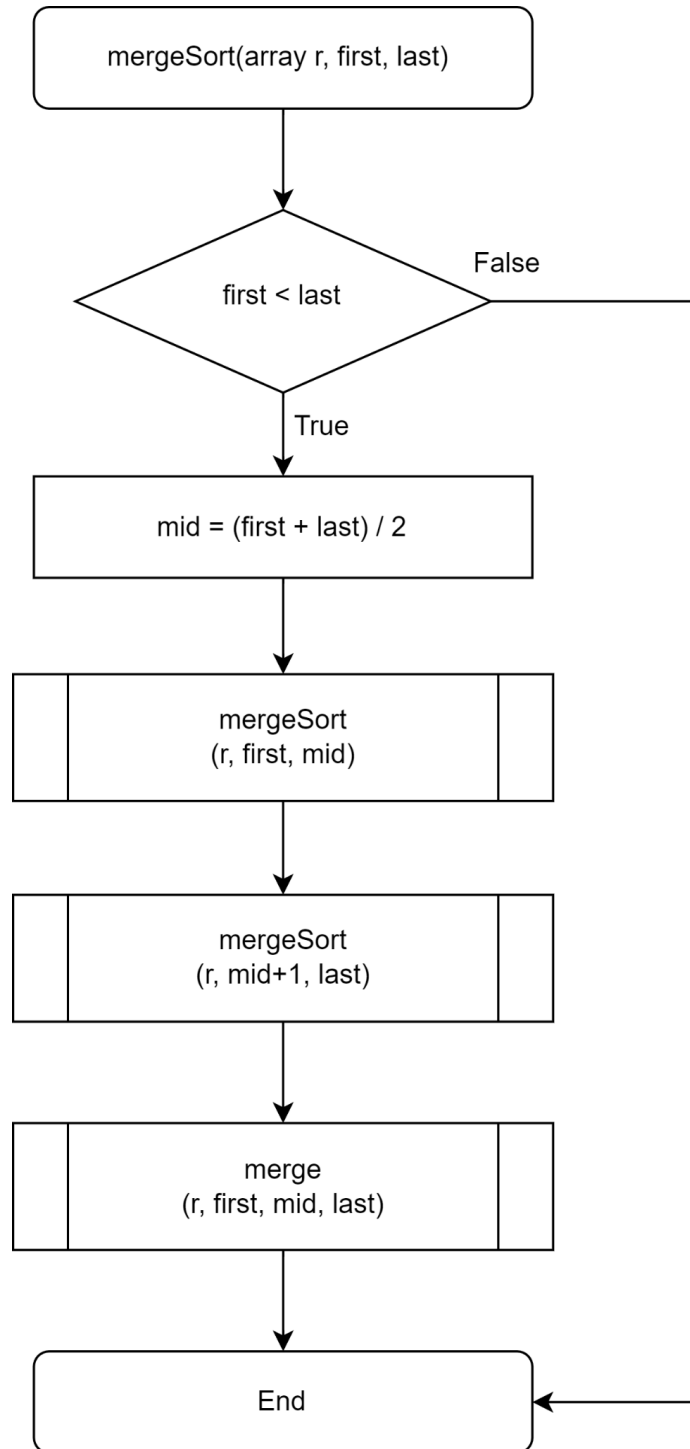 mergeSort(array r, first, last)
first < last
False
True
mid = (first + last) / 2
mergeSort
(r, first, mid)
mergeSort
(r, mid+1, last)
merge
(r, first, mid, last)
End